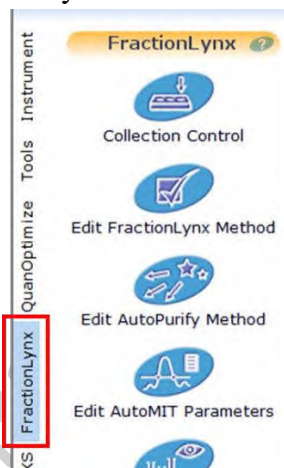 FractionLynx
Collection Control
Edit FractionLynx Method
Edit AutoPurify Method
Edit AutoMIT Parameters
Instrument
Tools
QuanOptimize
FractionLynx